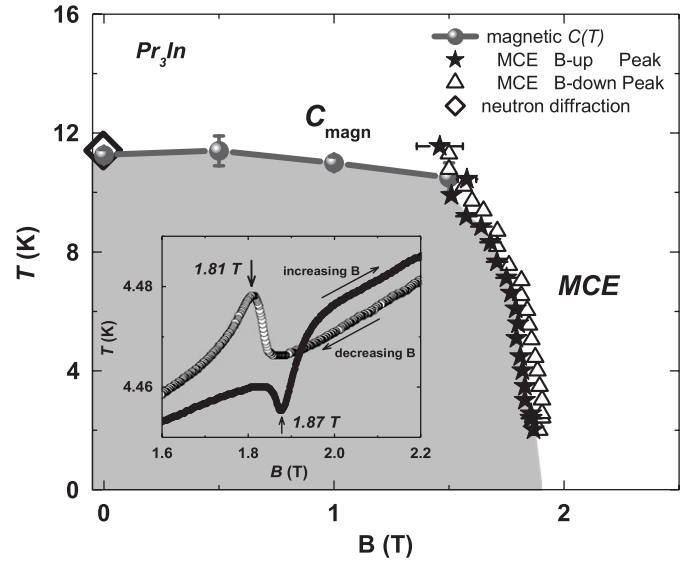 16
12
8
4
0
T (K)
Pr3In
magnetic C(T)
MCE B-up Peak
MCE B-down Peak
neutron diffraction
Cmagn
MCE
1.81 T
increasing B
decreasing B
1.87 T
4.48
4.46
T (K)
1.6 1.8 2.0 2.2
B (T)
0 1 2
B (T)